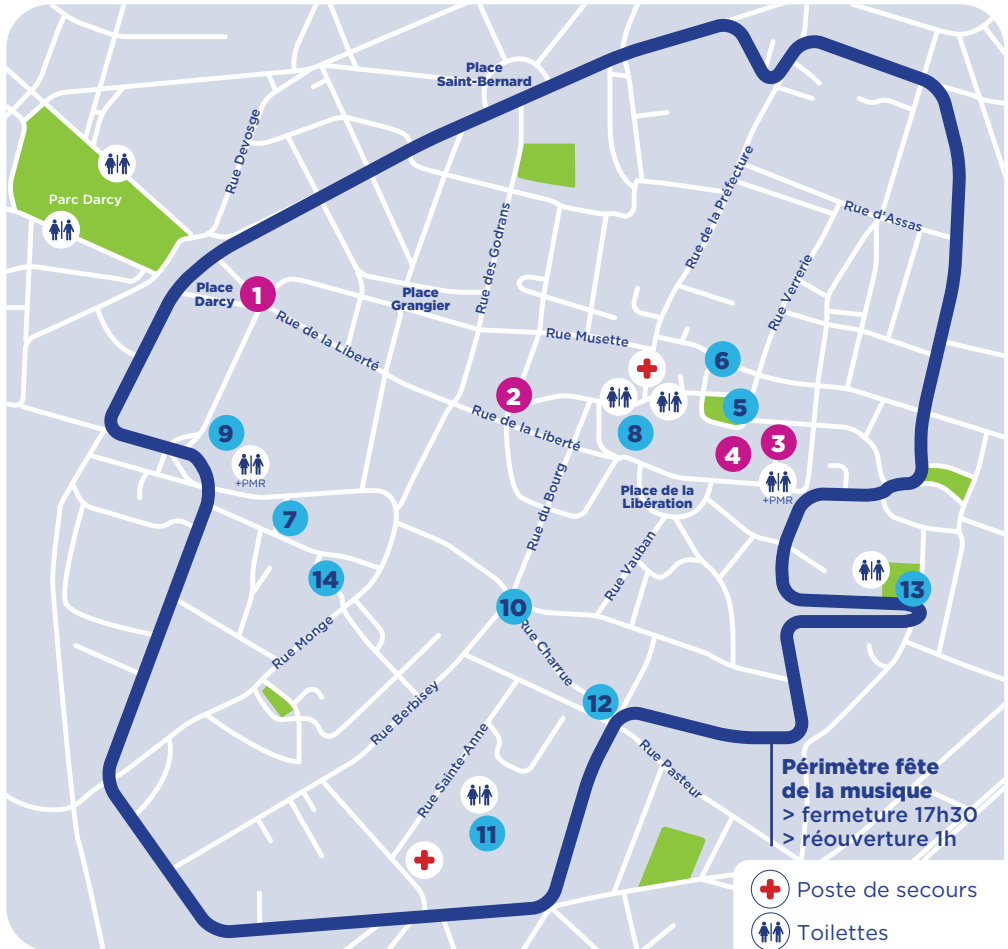 Place
Saint-Bernard
Rue Devosge
Parc Darcy
Rue de la Préfecture
Rue d'Assas
Rue des Godrans
Place
Darcy
1
Place
Grangier
Rue Verrerie
Rue de la Liberté
Rue Musette
6
2
5
Rue de la Liberté
8
3
4
9
+PMR
Place de la
Libération
+PMR
7
Rue du Bourg
Rue Vauban
14
13
10
Rue Monge
Rue Charrue
Rue Berbisey
12
Rue Sainte-Anne
Rue Pasteur
11
Périmètre fête
de la musique
> fermeture 17h30
> réouverture 1h
Poste de secours
Toilettes